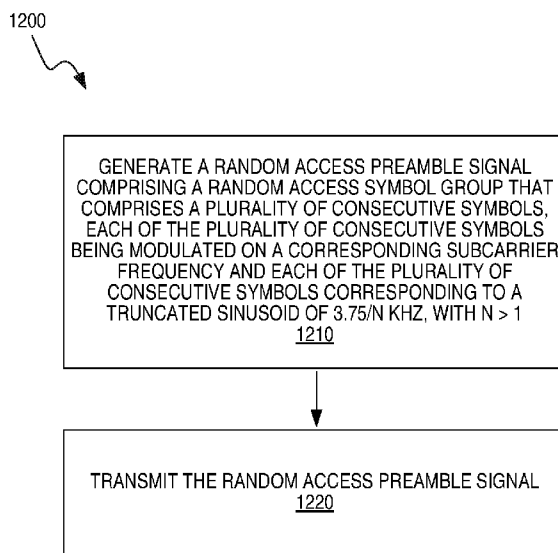 1200
GENERATE A RANDOM ACCESS PREAMBLE SIGNAL
COMPRISING A RANDOM ACCESS SYMBOL GROUP THAT
COMPRISES A PLURALITY OF CONSECUTIVE SYMBOLS,
EACH OF THE PLURALITY OF CONSECUTIVE SYMBOLS
BEING MODULATED ON A CORRESPONDING SUBCARRIER
FREQUENCY AND EACH OF THE PLURALITY OF
CONSECUTIVE SYMBOLS CORRESPONDING TO A
TRUNCATED SINUSOID OF 3.75/N KHZ, WITH N > 1
1210
TRANSMIT THE RANDOM ACCESS PREAMBLE SIGNAL
1220